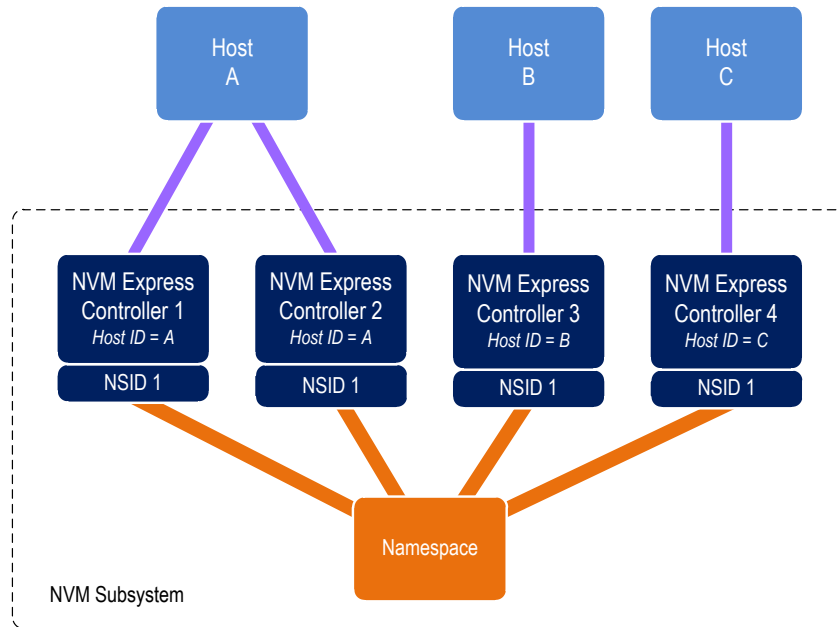 Host
A
Host
B
Host
C
NVM Express
Controller 1
Host ID = A
NVM Express
Controller 2
Host ID = A
NVM Express
Controller 3
Host ID = B
NVM Express
Controller 4
Host ID = C
NSID 1
NSID 1
NSID 1
NSID 1
Namespace
NVM Subsystem